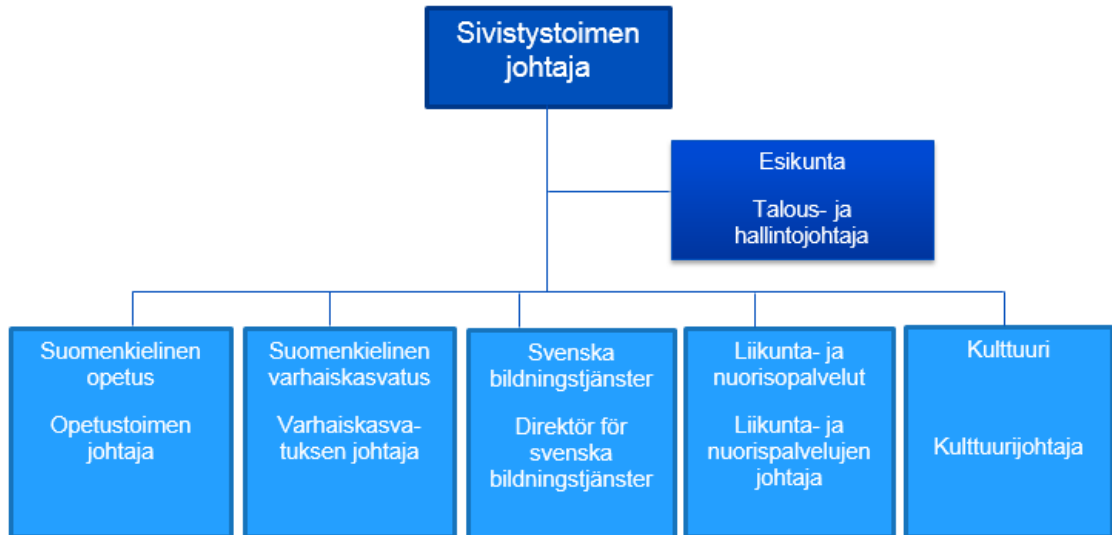 Sivistystoimen
johtaja
Esikunta
Talous- ja
hallintojohtaja
Suomenkielinen
opetus
Opetustoimen
johtaja
Suomenkielinen
varhaiskasvatus
Varhaiskasva-
tuksen johtaja
Svenska
bildningstjänster
Direktör för
svenska
bildningstjänster
Liikunta- ja
nuorisopalvelut
Liikunta- ja
nuorispalvelujen
johtaja
Kulttuuri
Kulttuurijohtaja